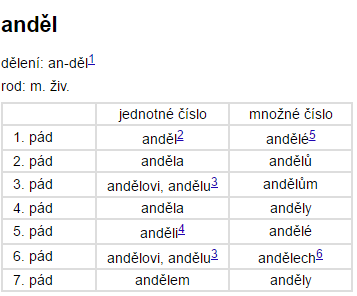 anděl
dělení: an-děl1
rod: m. živ.
jednotné číslo množné číslo
1. pád anděl2 andělé5
2. pád anděla andělů
3. pád andělovi, andělu3 andělům
4. pád anděla anděly
5. pád anděli4 andělé
6. pád andělovi, andělu3 andělech6
7. pád andělem anděly